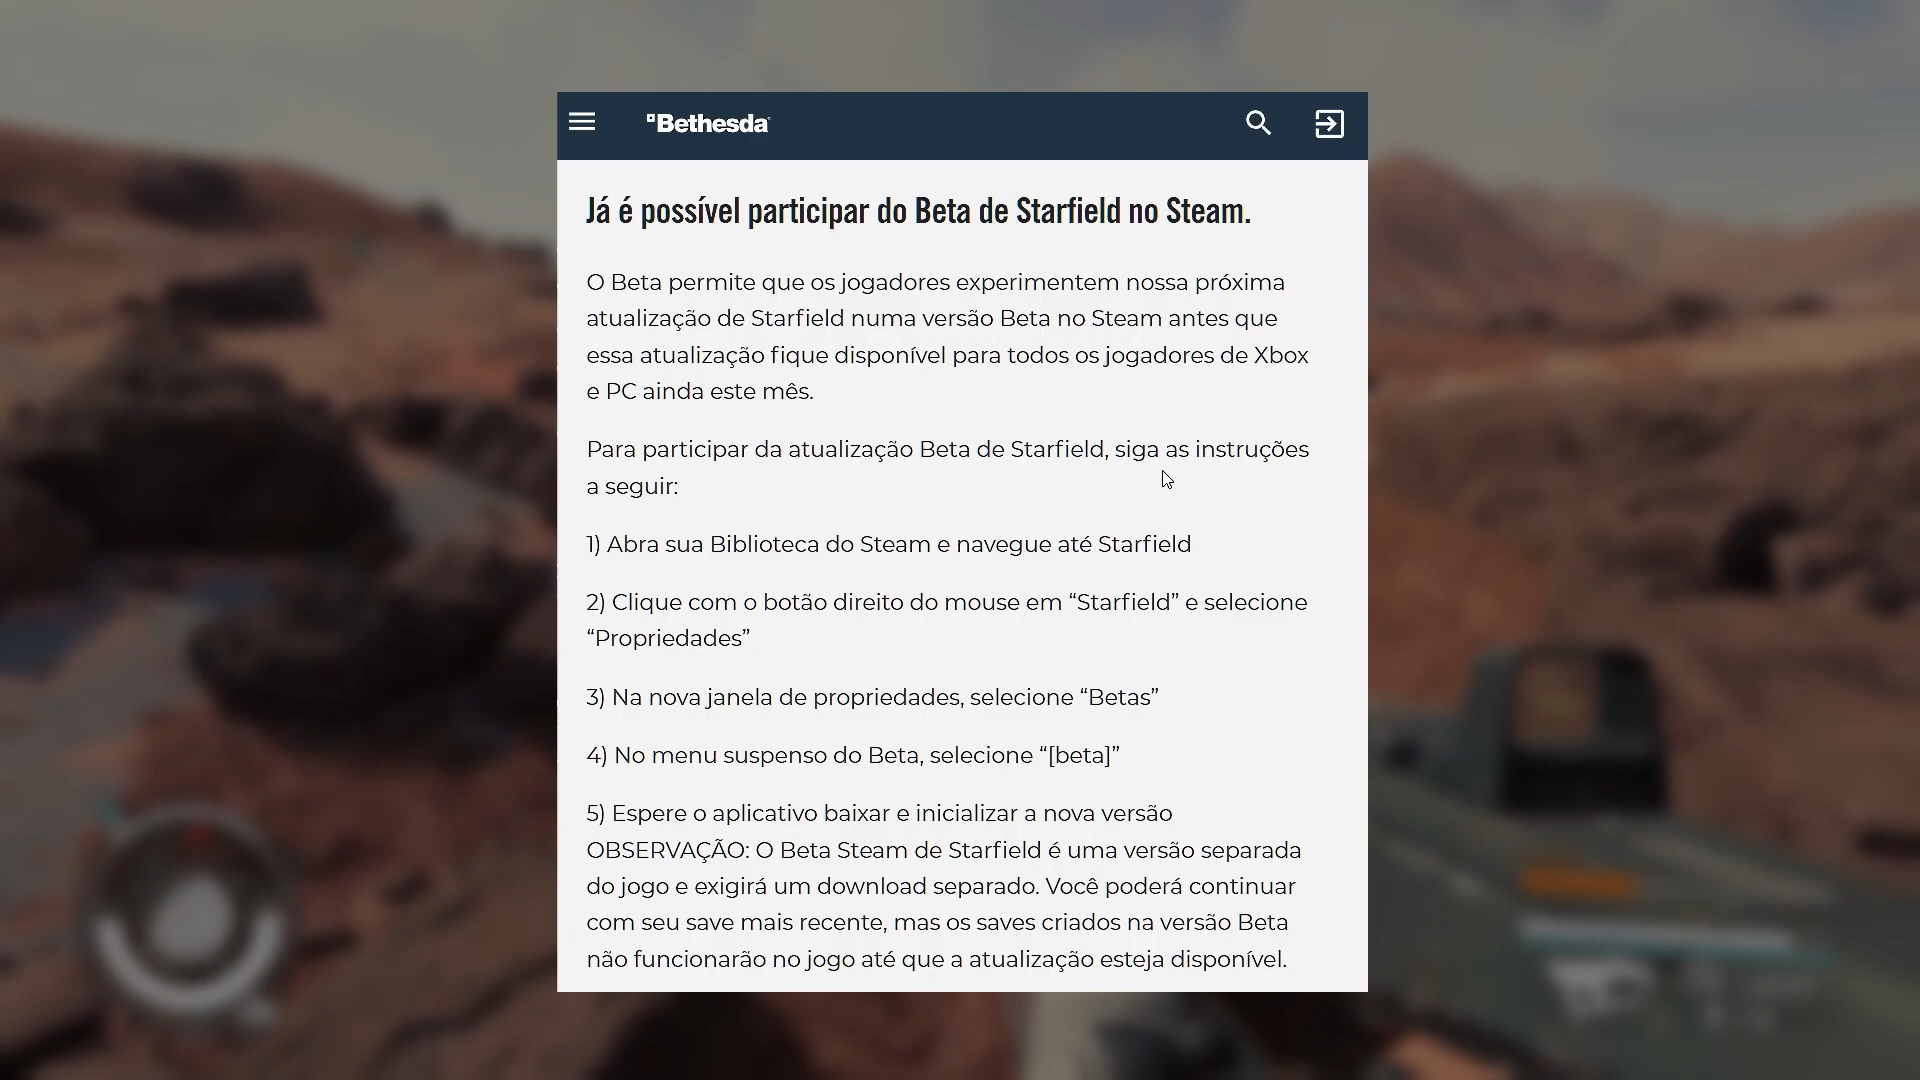 Bethesda
Já é possível participar do Beta de Starfield no Steam.
O Beta permite que os jogadores experimentem nossa próxima
atualização de Starfield numa versão Beta no Steam antes que
essa atualização fique disponível para todos os jogadores de Xbox
e PC ainda este mês.
Para participar da atualização Beta de Starfield, siga as instruções
a seguir:
1) Abra sua Biblioteca do Steam e navegue até Starfield
2) Clique com o botão direito do mouse em “Starfield” e selecione
“Propriedades”
3) Na nova janela de propriedades, selecione “Betas”
4) No menu suspenso do Beta, selecione “[beta]”
5) Espere o aplicativo baixar e inicializar a nova versão
OBSERVAÇÃO: O Beta Steam de Starfield é uma versão separada
do jogo e exigirá um download separado. Você poderá continuar
com seu save mais recente, mas os saves criados na versão Beta
não funcionarão no jogo até que a atualização esteja disponível.